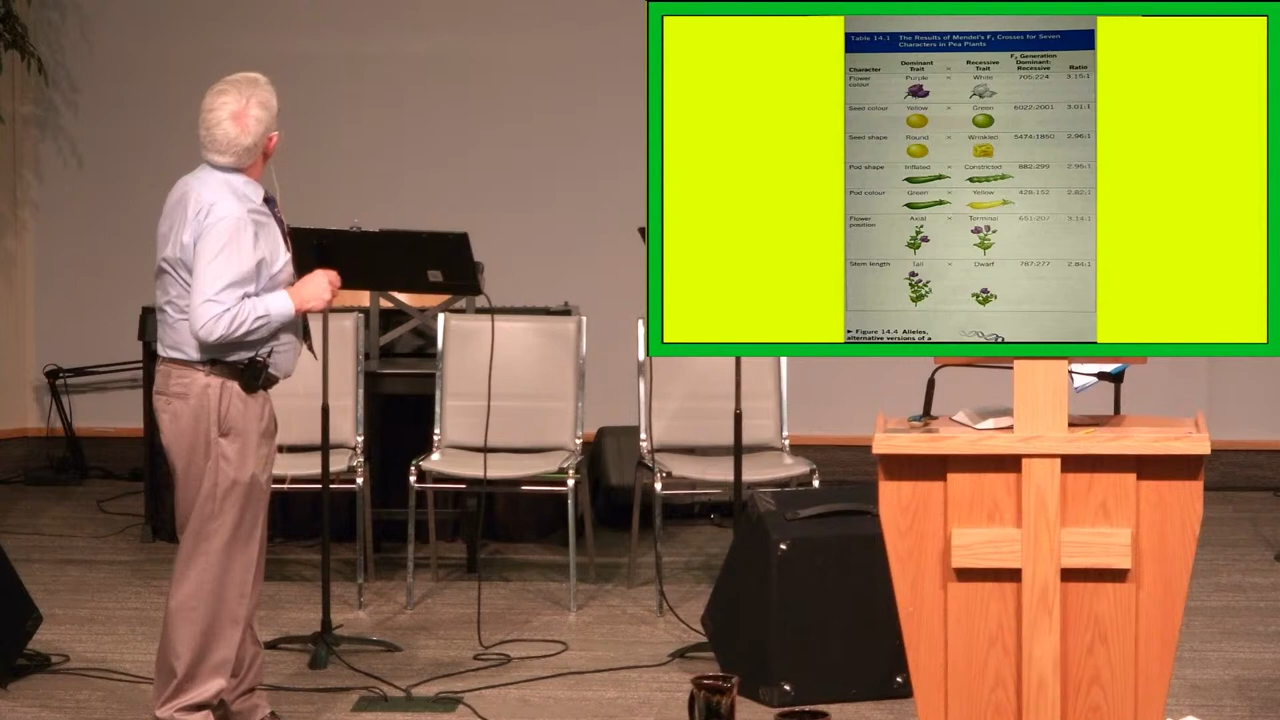 Table 14.1 The Results of Mendel's F₁ Crosses for Seven
Characters in Pea Plants
Character Dominant Trait × Recessive Trait F₂ Generation Dominant:Recessive Ratio
Flower colour Purple × White 705:224 3.15:1
Seed colour Yellow × Green 6022:2001 3.01:1
Seed shape Round × Wrinkled 5474:1850 2.96:1
Pod shape Inflated × Constricted 882:299 2.95:1
Pod colour Green × Yellow 428:152 2.82:1
Flower position Axial × Terminal 651:207 3.14:1
Stem length Tall × Dwarf 787:277 2.84:1
► Figure 14.4 Alleles,
alternative versions of a